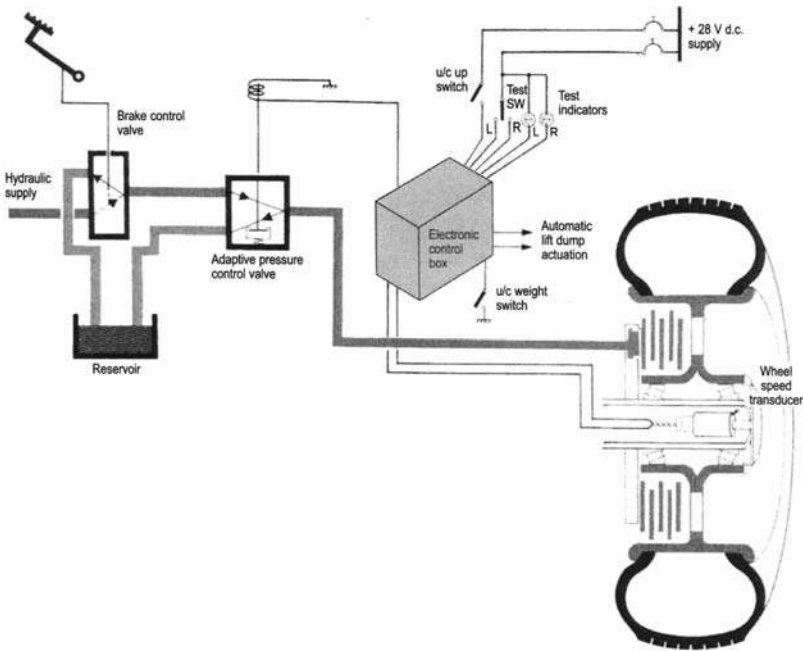 + 28 V d.c.
supply
u/c up
switch
Test
SW
Test
indicators
L
R
L
R
Brake control
valve
Hydraulic
supply
Adaptive pressure
control valve
Electronic
control
box
Automatic
lift dump
actuation
u/c weight
switch
Reservoir
Wheel
speed
transducer